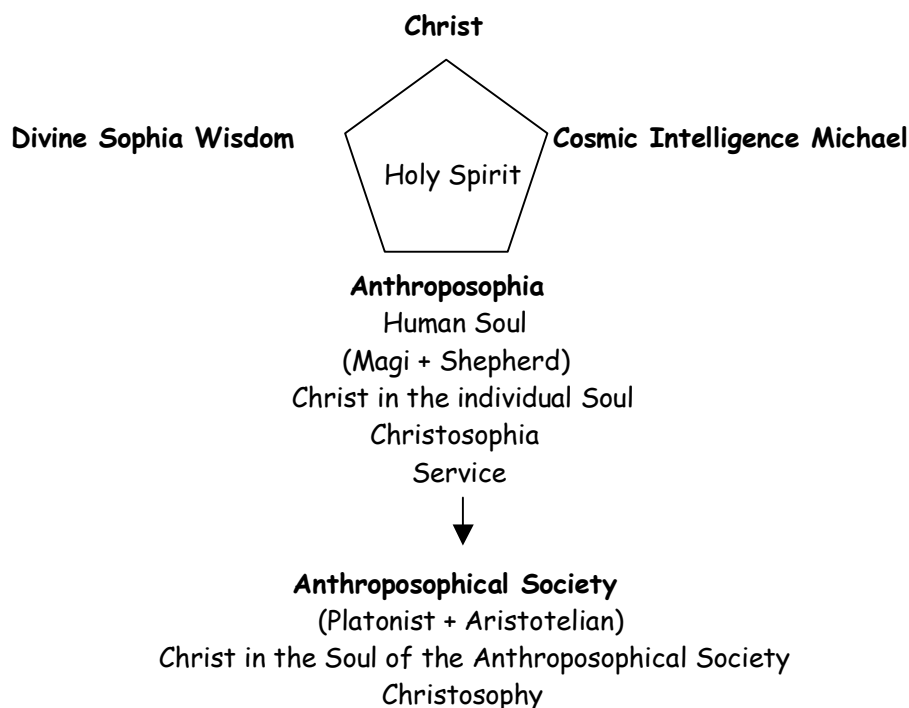 Christ
Divine Sophia Wisdom
Cosmic Intelligence Michael
Holy Spirit
Anthroposophia
Human Soul
(Magi + Shepherd)
Christ in the individual Soul
Christosophia
Service
Anthroposophical Society
(Platonist + Aristotelian)
Christ in the Soul of the Anthroposophical Society
Christosophy